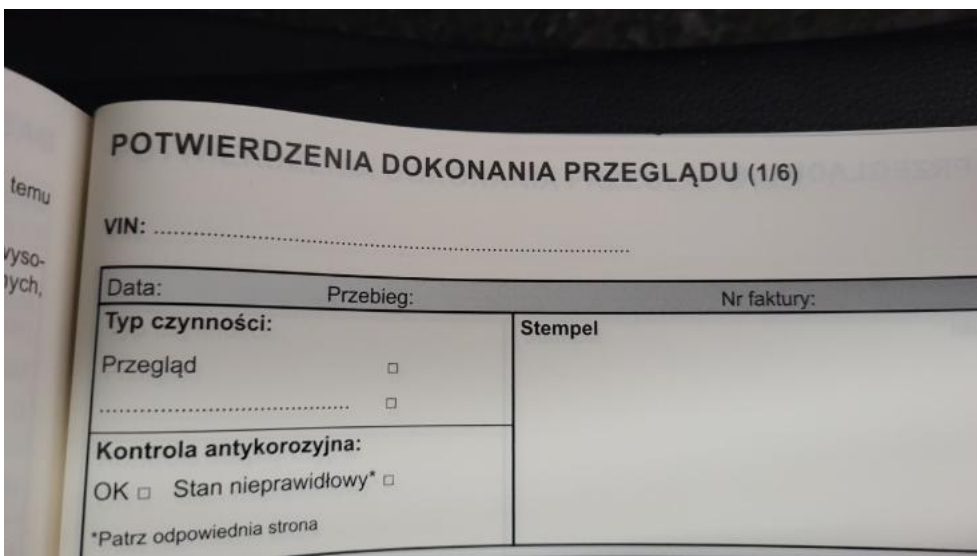 temu
wyso-
nych,
POTWIERDZENIA DOKONANIA PRZEGLĄDU (1/6)
VIN: ........................................................................
Data: Przebieg: Nr faktury:
Typ czynności:
Przegląd □
........................................ □
Stempel
Kontrola antykorozyjna:
OK □ Stan nieprawidłowy* □
*Patrz odpowiednia strona